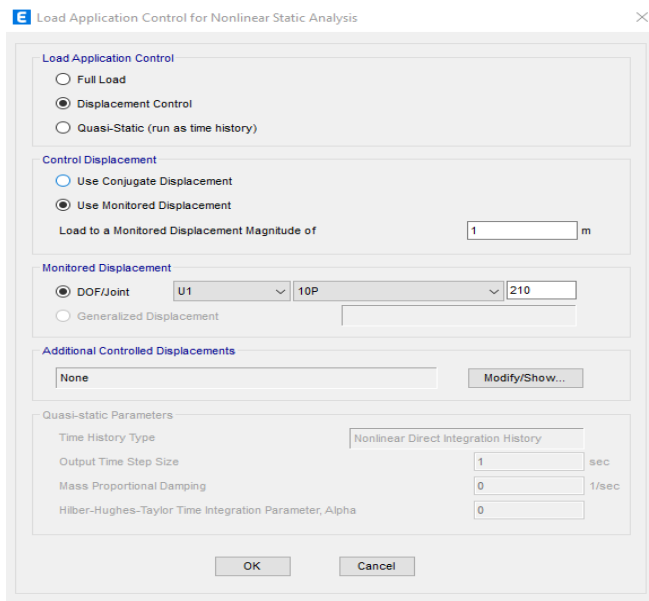 E Load Application Control for Nonlinear Static Analysis
Load Application Control
Full Load
Displacement Control
Quasi-Static (run as time history)
Control Displacement
Use Conjugate Displacement
Use Monitored Displacement
Load to a Monitored Displacement Magnitude of 1 m
Monitored Displacement
DOF/Joint U1 10P 210
Generalized Displacement
Additional Controlled Displacements
None Modify/Show...
Quasi-static Parameters
Time History Type Nonlinear Direct Integration History
Output Time Step Size 1 sec
Mass Proportional Damping 0 1/sec
Hilber-Hughes-Taylor Time Integration Parameter, Alpha 0
OK Cancel